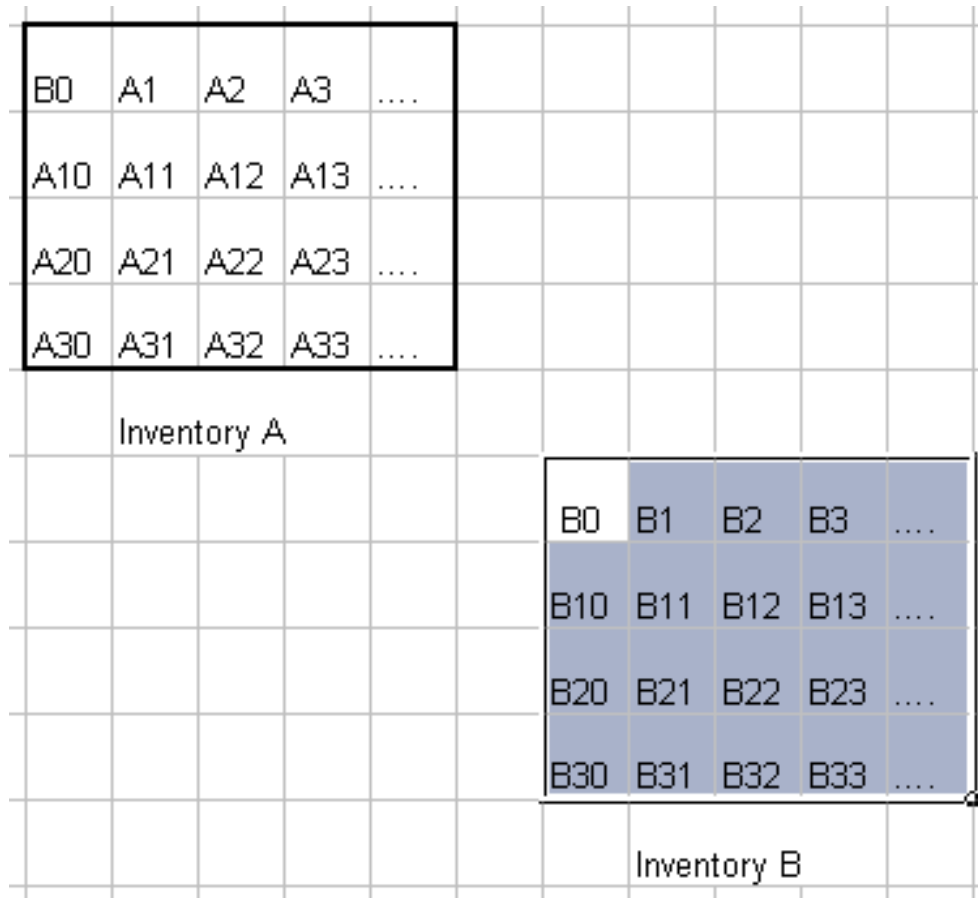 B0 A1 A2 A3 ....
A10 A11 A12 A13 ....
A20 A21 A22 A23 ....
A30 A31 A32 A33 ....
Inventory A
B0 B1 B2 B3 ....
B10 B11 B12 B13 ....
B20 B21 B22 B23 ....
B30 B31 B32 B33 ....
Inventory B